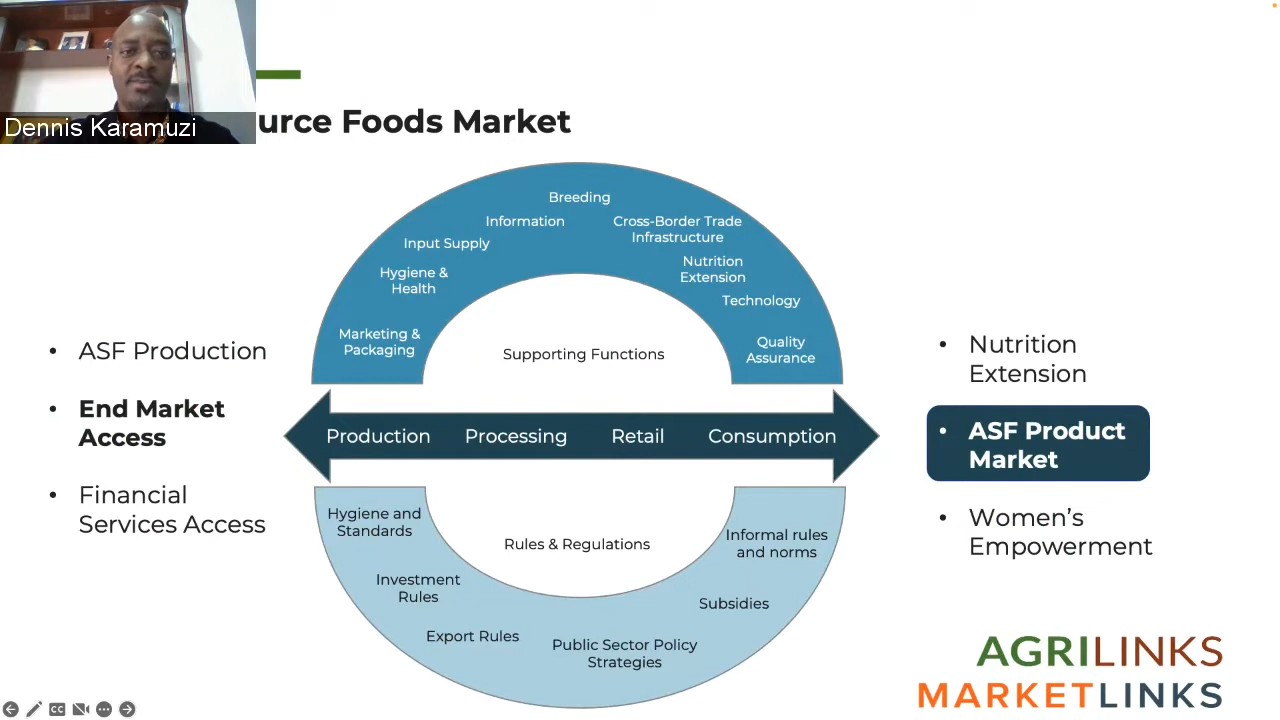 Dennis Karamuzi
urce Foods Market
Breeding
Information
Cross-Border Trade
Infrastructure
Input Supply
Nutrition
Extension
Hygiene &
Health
Technology
Marketing &
Packaging
Quality
Assurance
Supporting Functions
• ASF Production
• End Market
Access
• Financial
Services Access
Production Processing Retail Consumption
• Nutrition
Extension
• ASF Product
Market
• Women's
Empowerment
Hygiene and
Standards
Rules & Regulations
Informal rules
and norms
Investment
Rules
Subsidies
Export Rules
Public Sector Policy
Strategies
AGRILINKS
MARKETLINKS
CC